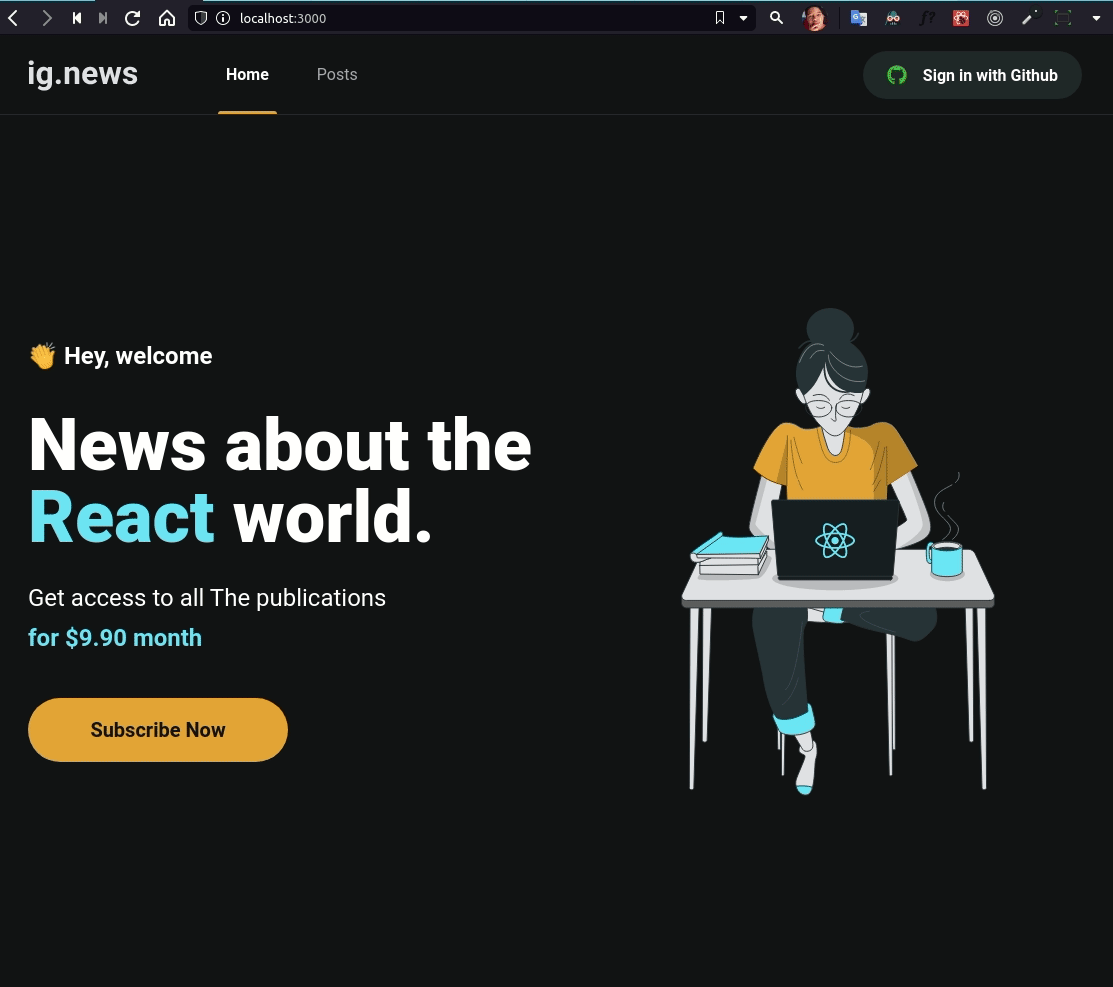 localhost:3000
f?
ig.news
Home
Posts
Sign in with Github
👏 Hey, welcome
News about the
React world.
Get access to all The publications
for $9.90 month
Subscribe Now